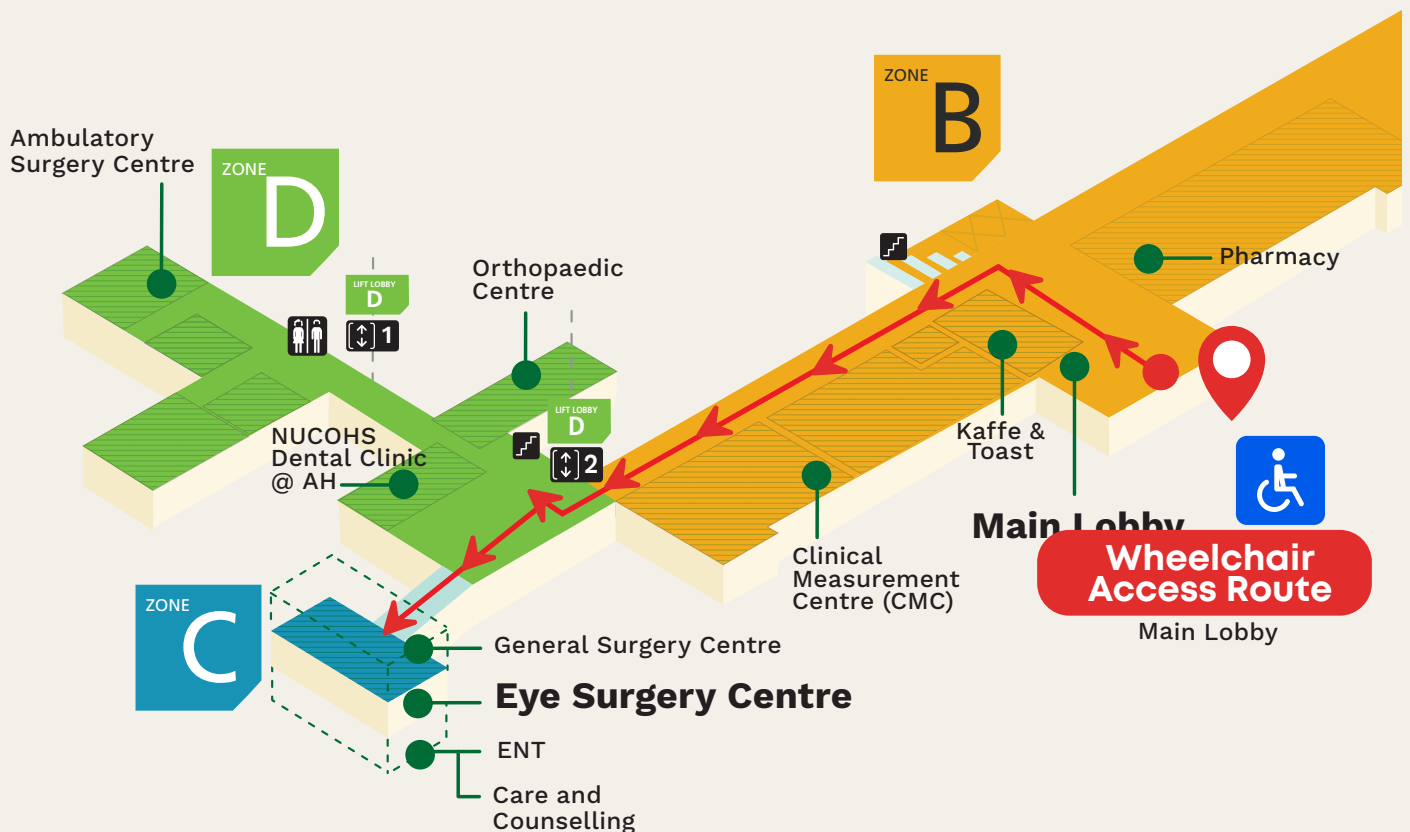 ZONE
B
Ambulatory
Surgery Centre
ZONE
D
Orthopaedic
Centre
LIFT LOBBY
D
1
Pharmacy
LIFT LOBBY
D
2
NUCOHS
Dental Clinic
@ AH
Kaffe &
Toast
Main Lobby
Clinical
Measurement
Centre (CMC)
Wheelchair
Access Route
Main Lobby
ZONE
C
General Surgery Centre
Eye Surgery Centre
ENT
Care and
Counselling